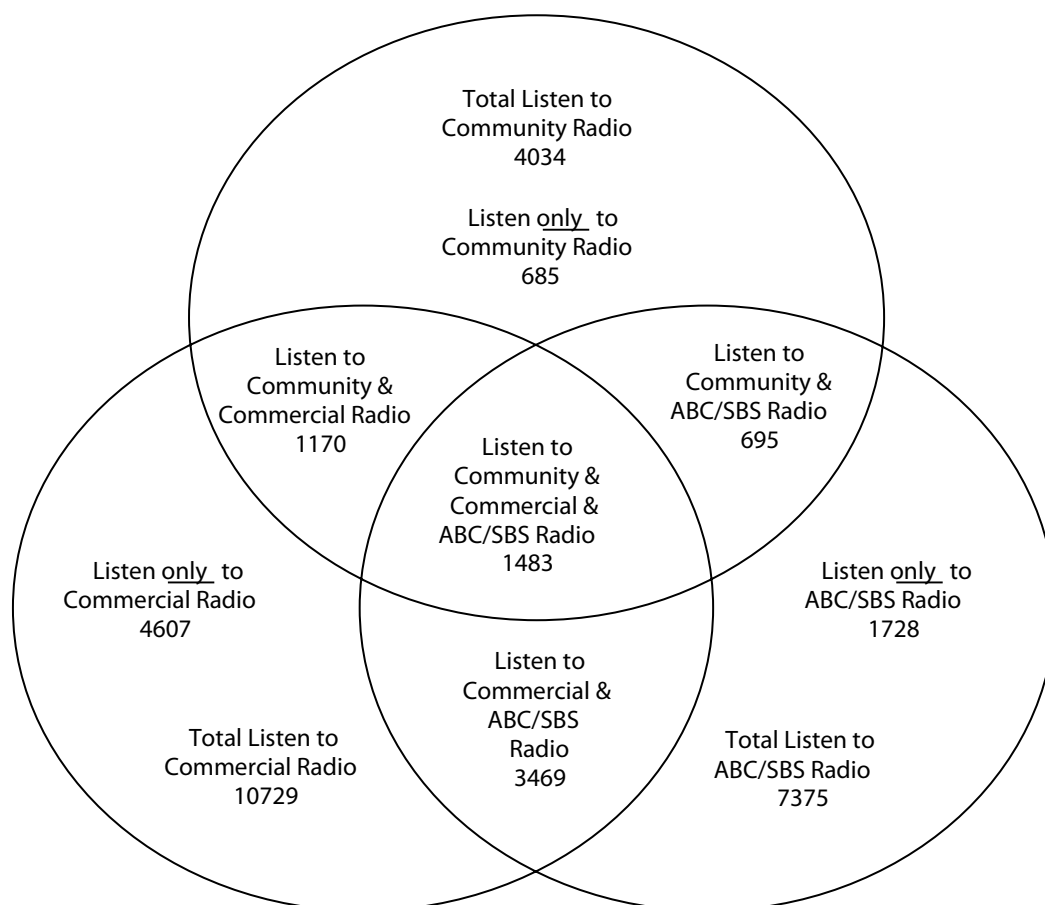 Total Listen to
Community Radio
4034
Listen only to
Community Radio
685
Listen to
Community &
Commercial Radio
1170
Listen to
Community &
ABC/SBS Radio
695
Listen to
Community &
Commercial &
ABC/SBS Radio
1483
Listen only to
Commercial Radio
4607
Listen only to
ABC/SBS Radio
1728
Listen to
Commercial &
ABC/SBS
Radio
3469
Total Listen to
Commercial Radio
10729
Total Listen to
ABC/SBS Radio
7375